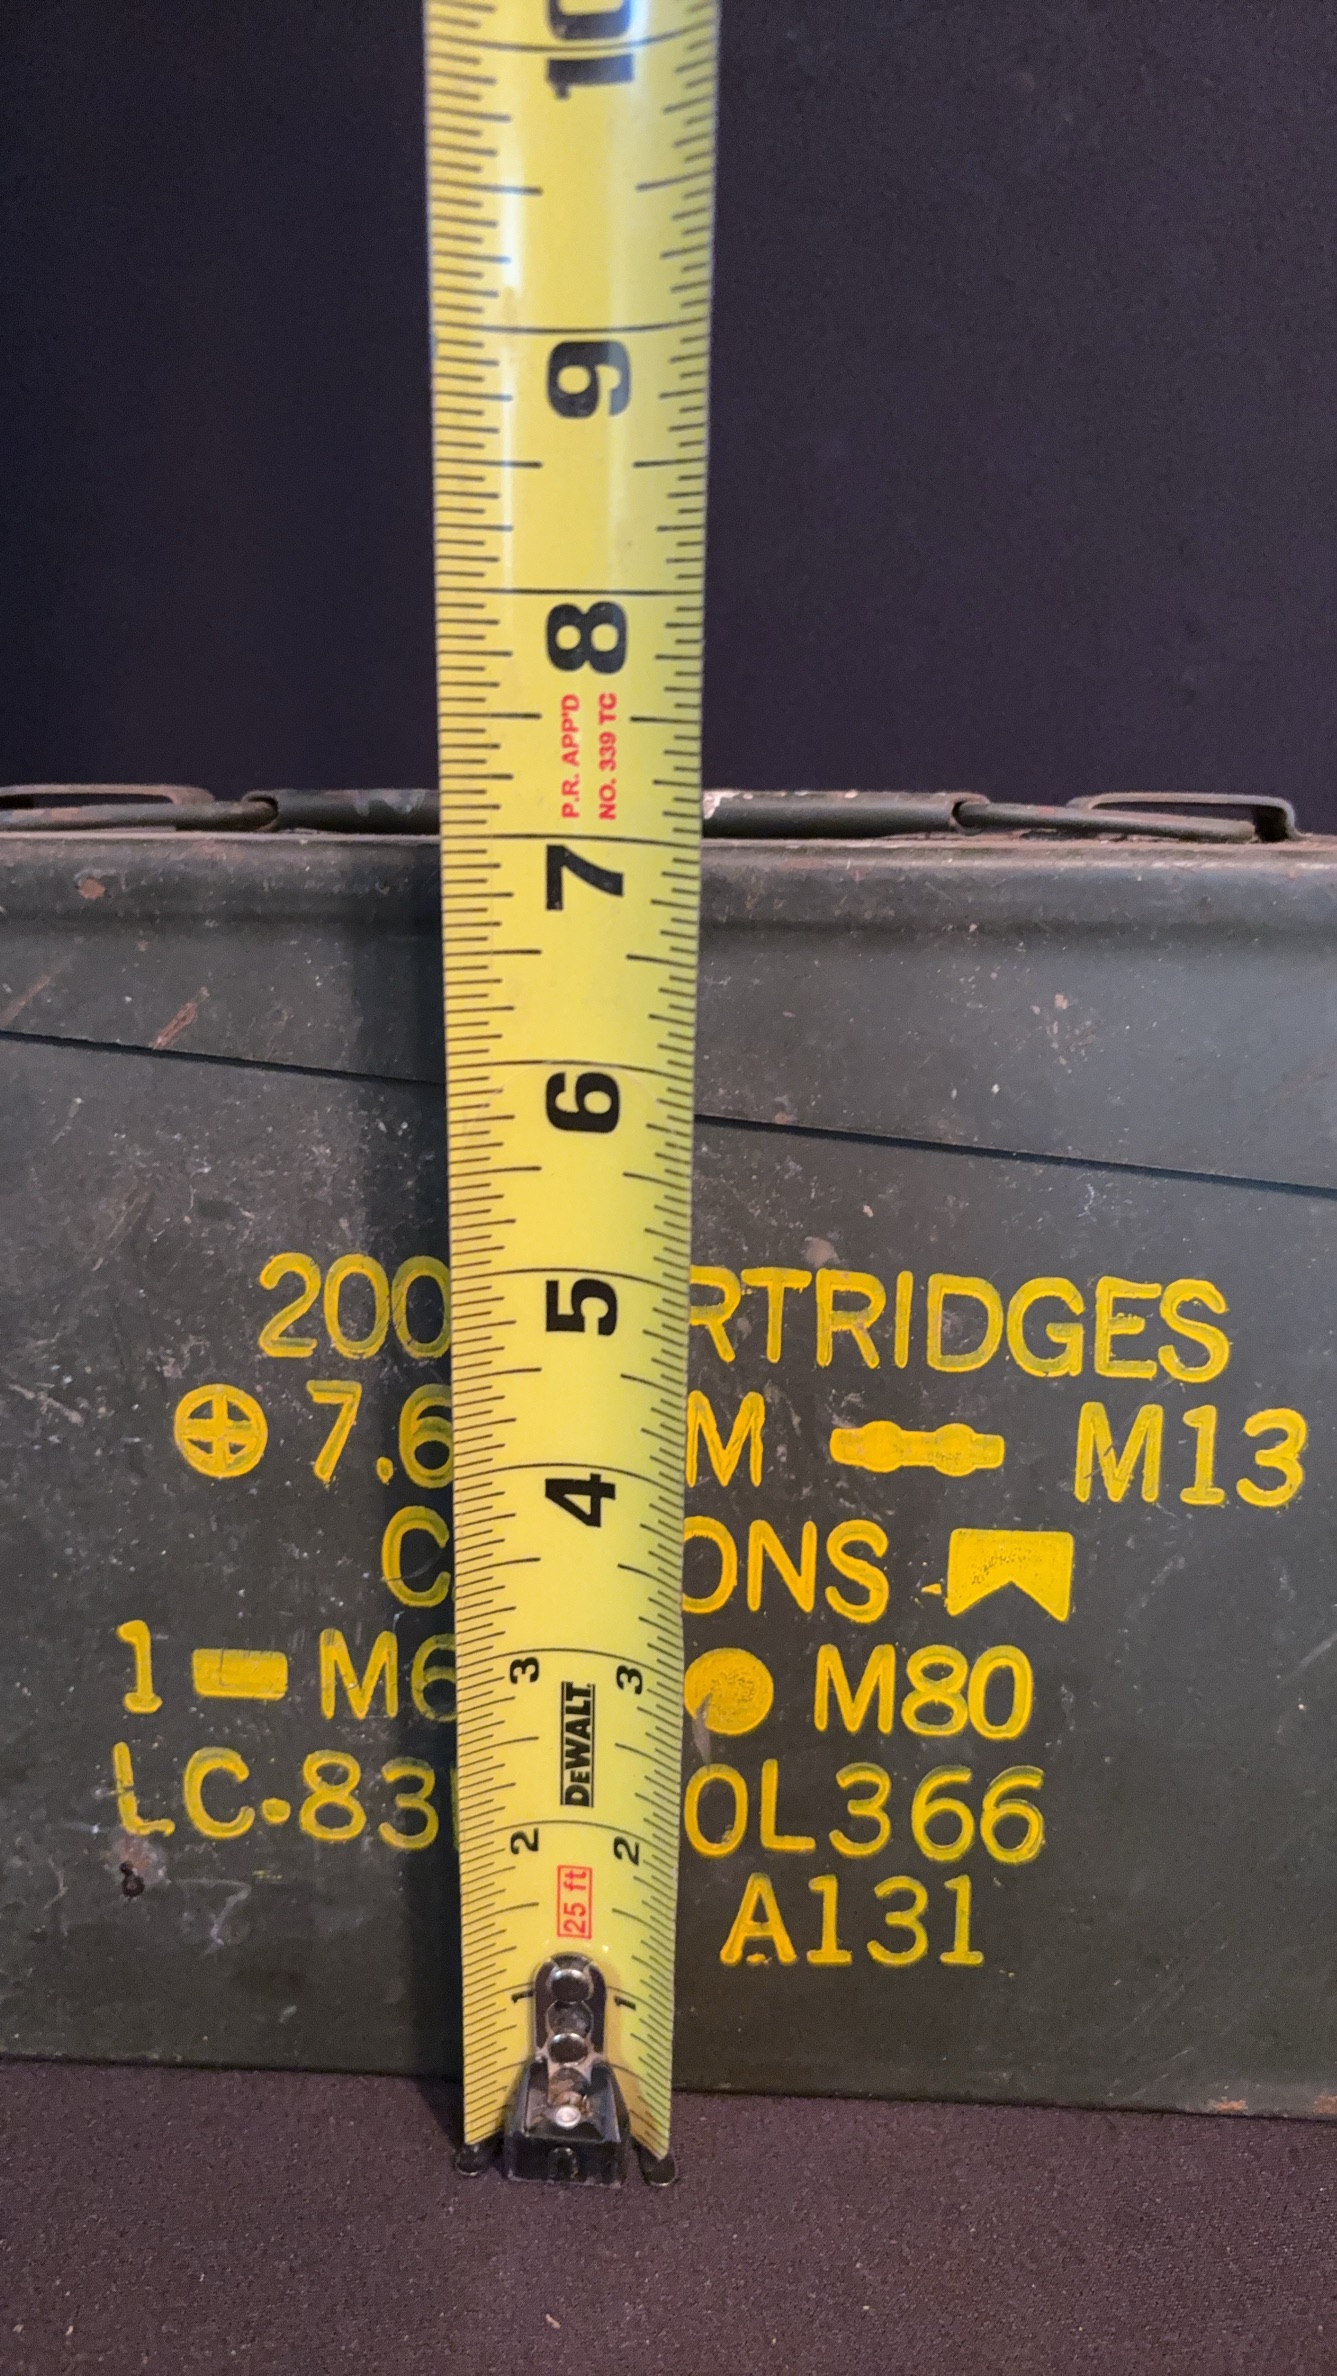 10
9
8
P.R. APP'D
NO. 339 TC
7
6
5
200 RTRIDGES
⊕ 7.6 M M13
4
C ONS
3 3
1 M6 M80
DEWALT
LC-83 OL366
2 2
25 ft
A131
1 1